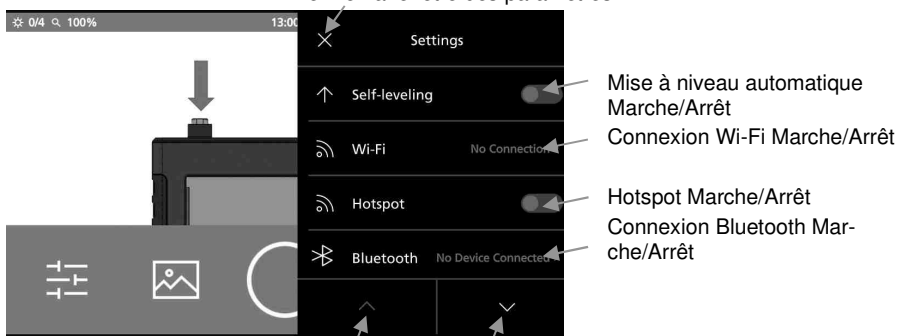 0/4 100% 13:00
Settings
Self-leveling
Mise à niveau automatique
Marche/Arrêt
Wi-Fi No Connection
Connexion Wi-Fi Marche/Arrêt
Hotspot
Hotspot Marche/Arrêt
Bluetooth No Device Connected
Connexion Bluetooth Mar-
che/Arrêt